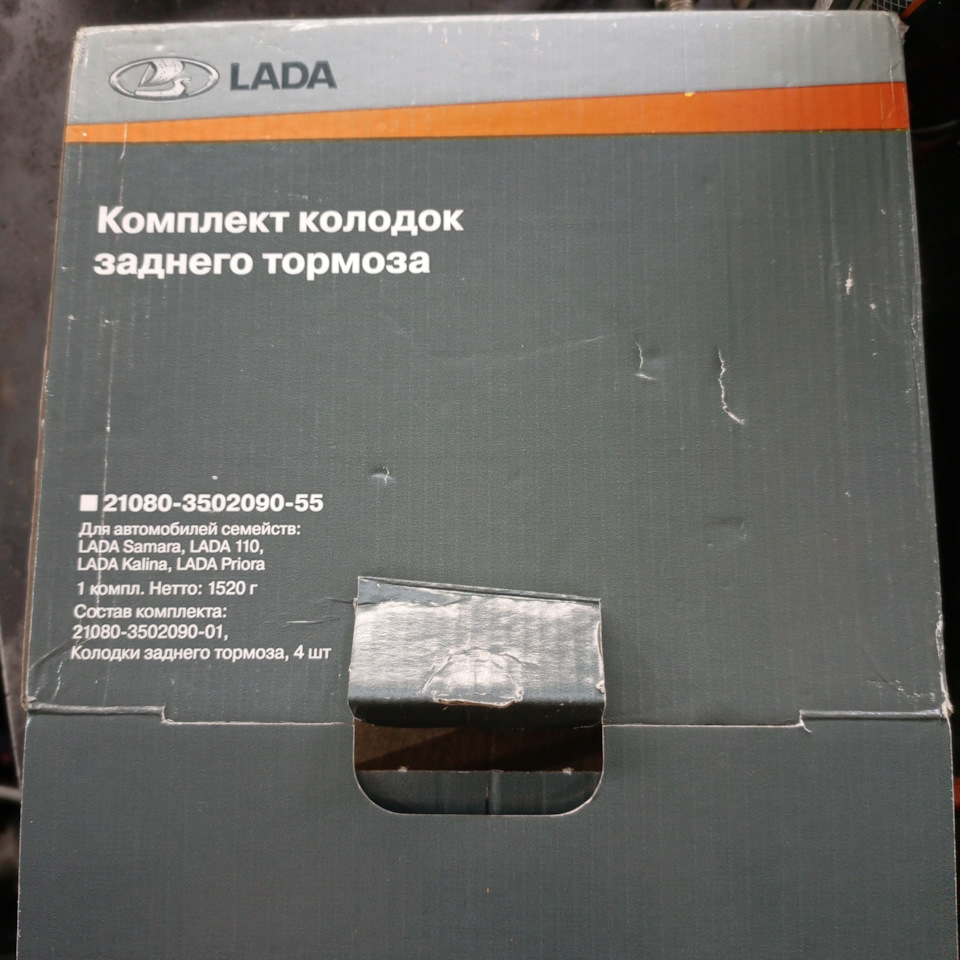 LADA
Комплект колодок
заднего тормоза
21080-3502090-55
Для автомобилей семейств:
LADA Samara, LADA 110,
LADA Kalina, LADA Priora
1 компл. Нетто: 1520 г
Состав комплекта:
21080-3502090-01,
Колодки заднего тормоза, 4 шт